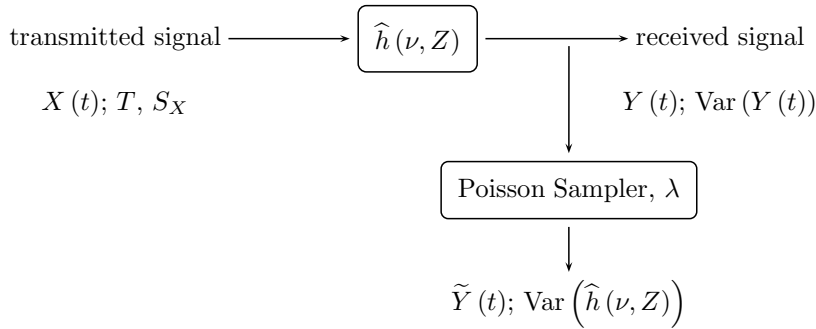 transmitted signal
ĥ (ν, Z)
received signal
X (t); T, S_X
Y (t); Var (Y (t))
Poisson Sampler, λ
Ỹ (t); Var (ĥ (ν, Z))